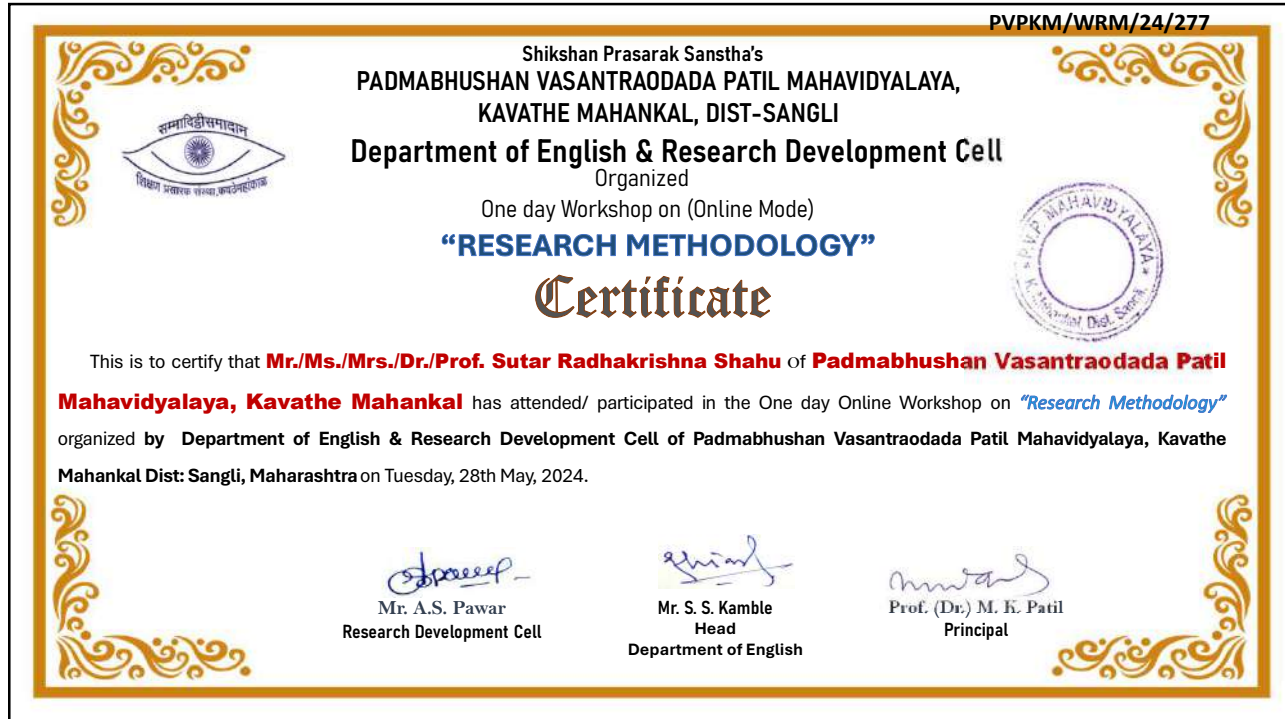 PVPKM/WRM/24/277
Shikshan Prasarak Sanstha's
PADMABHUSHAN VASANTRAODADA PATIL MAHAVIDYALAYA,
KAVATHE MAHANKAL, DIST-SANGLI
Department of English & Research Development Cell
Organized
One day Workshop on (Online Mode)
“RESEARCH METHODOLOGY”
Certificate
सम्मादिट्ठीसमादान
शिक्षण प्रसारक संस्था,कवठेमहांकाळ
P.V.P. MAHAVIDYALAYA
Dist. Sangli.
This is to certify that Mr./Ms./Mrs./Dr./Prof. Sutar Radhakrishna Shahu of Padmabhushan Vasantraodada Patil
Mahavidyalaya, Kavathe Mahankal has attended/ participated in the One day Online Workshop on "Research Methodology"
organized by Department of English & Research Development Cell of Padmabhushan Vasantraodada Patil Mahavidyalaya, Kavathe
Mahankal Dist: Sangli, Maharashtra on Tuesday, 28th May, 2024.
Mr. A.S. Pawar
Research Development Cell
Mr. S. S. Kamble
Head
Department of English
Prof. (Dr.) M. K. Patil
Principal